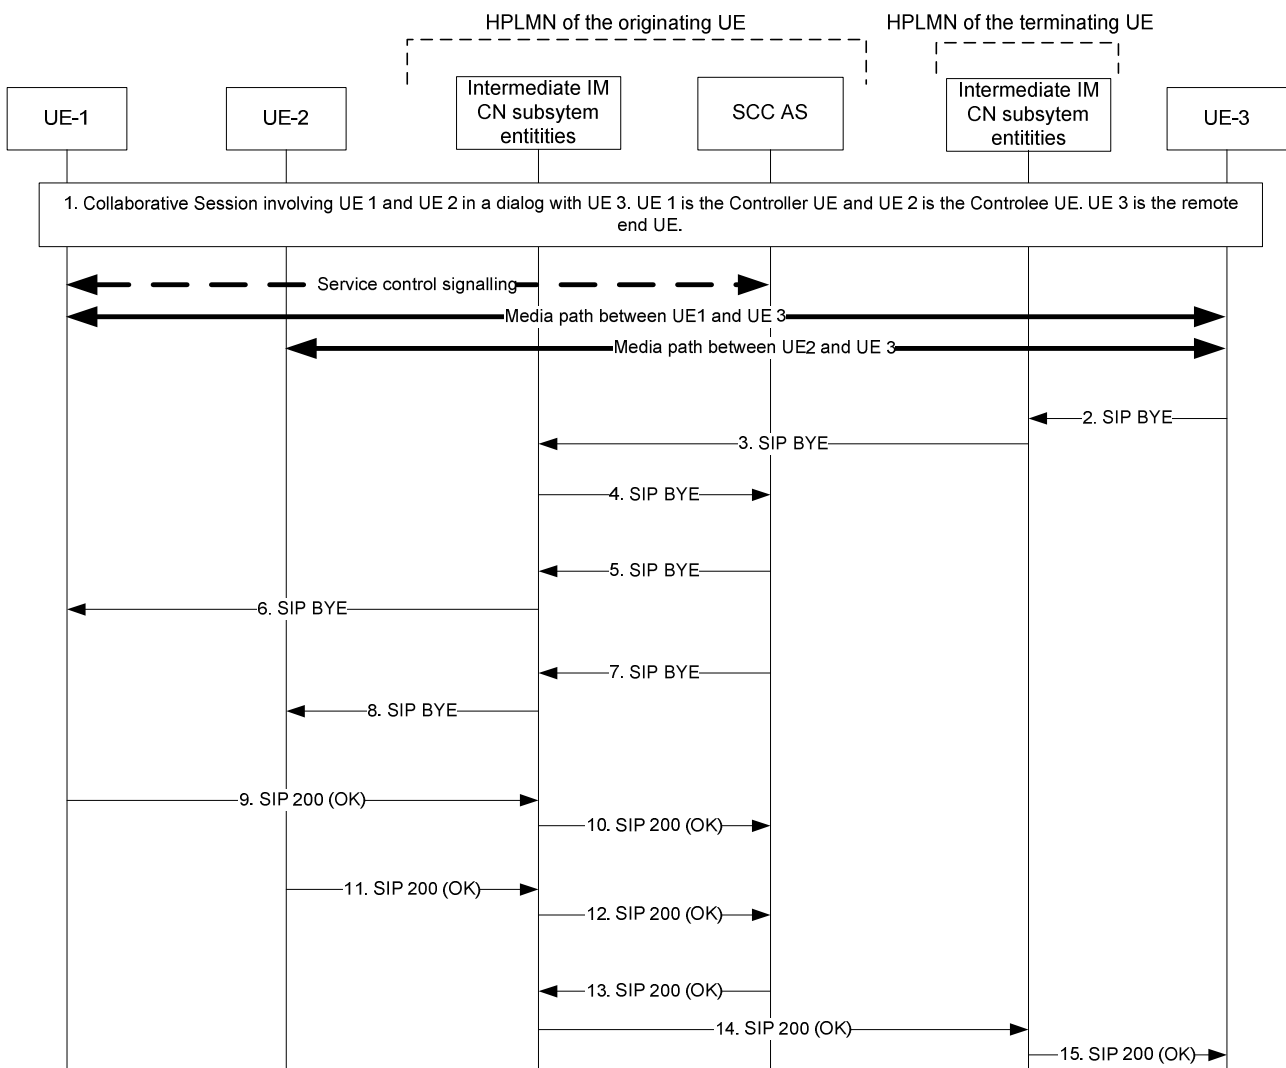 HPLMN of the originating UE
HPLMN of the terminating UE
UE-1
UE-2
Intermediate IM
CN subsytem
entitities
SCC AS
Intermediate IM
CN subsytem
entitities
UE-3
1. Collaborative Session involving UE 1 and UE 2 in a dialog with UE 3. UE 1 is the Controller UE and UE 2 is the Controlee UE. UE 3 is the remote
end UE.
Service control signalling
Media path between UE1 and UE 3
Media path between UE2 and UE 3
2. SIP BYE
3. SIP BYE
4. SIP BYE
5. SIP BYE
6. SIP BYE
7. SIP BYE
8. SIP BYE
9. SIP 200 (OK)
10. SIP 200 (OK)
11. SIP 200 (OK)
12. SIP 200 (OK)
13. SIP 200 (OK)
14. SIP 200 (OK)
15. SIP 200 (OK)